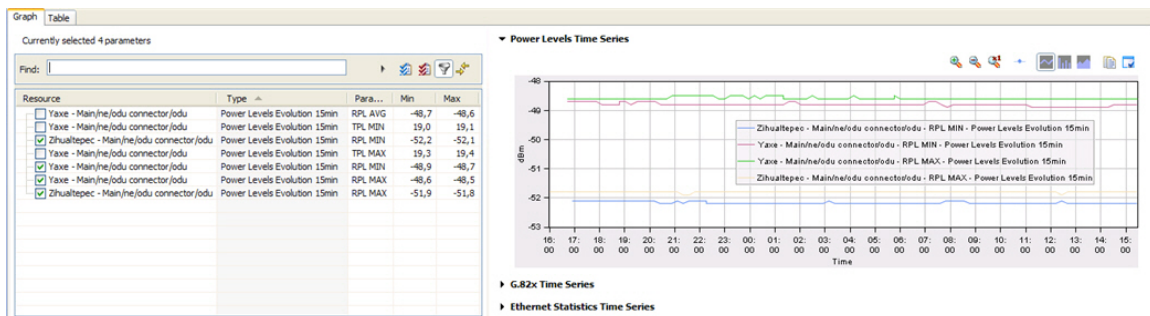 Graph Table
Currently selected 4 parameters
Find:
Resource Type Para... Min Max
Yaxe - Main/ne/odu connector/odu Power Levels Evolution 15min RPL AVG -48,7 -48,6
Yaxe - Main/ne/odu connector/odu Power Levels Evolution 15min TPL MIN 19,0 19,1
Zihualtepec - Main/ne/odu connector/odu Power Levels Evolution 15min RPL MIN -52,2 -52,1
Yaxe - Main/ne/odu connector/odu Power Levels Evolution 15min TPL MAX 19,3 19,4
Yaxe - Main/ne/odu connector/odu Power Levels Evolution 15min RPL MIN -48,9 -48,7
Yaxe - Main/ne/odu connector/odu Power Levels Evolution 15min RPL MAX -48,6 -48,5
Zihualtepec - Main/ne/odu connector/odu Power Levels Evolution 15min RPL MAX -51,9 -51,8
Power Levels Time Series
-48
-49
-50
-51
-52
-53
dBm
Zihualtepec - Main/ne/odu connector/odu - RPL MIN - Power Levels Evolution 15min
Yaxe - Main/ne/odu connector/odu - RPL MIN - Power Levels Evolution 15min
Yaxe - Main/ne/odu connector/odu - RPL MAX - Power Levels Evolution 15min
Zihualtepec - Main/ne/odu connector/odu - RPL MAX - Power Levels Evolution 15min
16: 17: 18: 19: 20: 21: 22: 23: 00: 01: 02: 03: 04: 05: 06: 07: 08: 09: 10: 11: 12: 13: 14: 15:
00 00 00 00 00 00 00 00 00 00 00 00 00 00 00 00 00 00 00 00 00 00 00 00
Time
G.82x Time Series
Ethernet Statistics Time Series